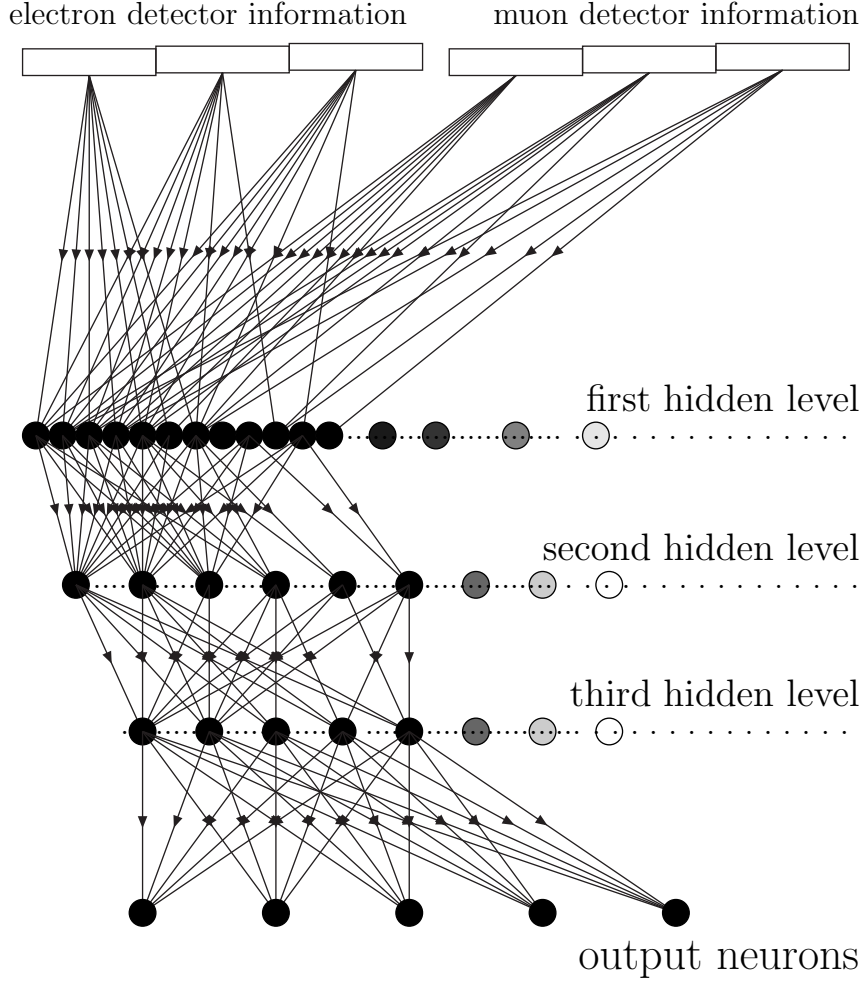 electron detector information
muon detector information
first hidden level
second hidden level
third hidden level
output neurons